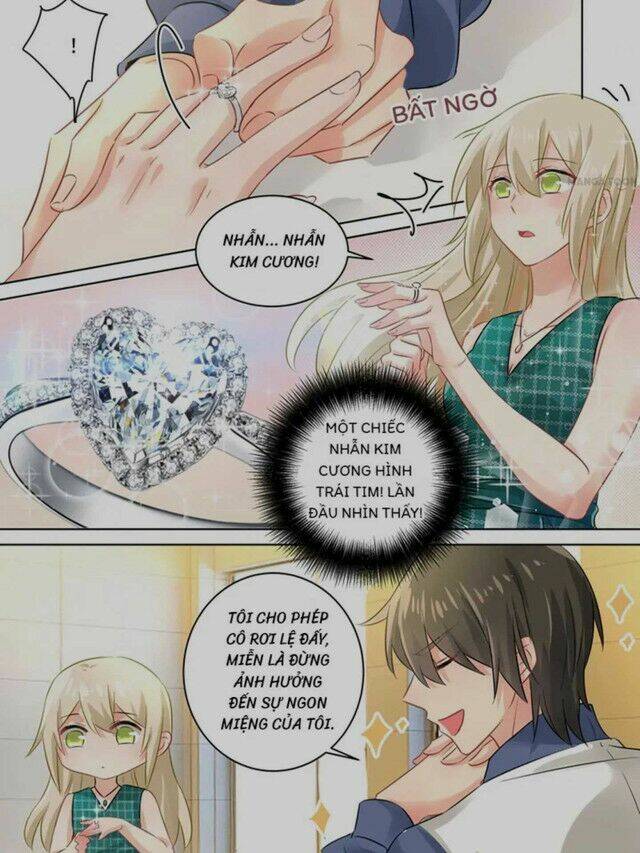 !
BẤT NGỜ
MANGATOON
NHẪN... NHẪN
KIM CƯƠNG!
MỘT CHIẾC
NHẪN KIM
CƯƠNG HÌNH
TRÁI TIM! LẦN
ĐẦU NHÌN THẤY!
TÔI CHO PHÉP
CÔ RƠI LỆ ĐẤY,
MIỄN LÀ ĐỪNG
ẢNH HƯỞNG
ĐẾN SỰ NGON
MIỆNG CỦA TÔI.